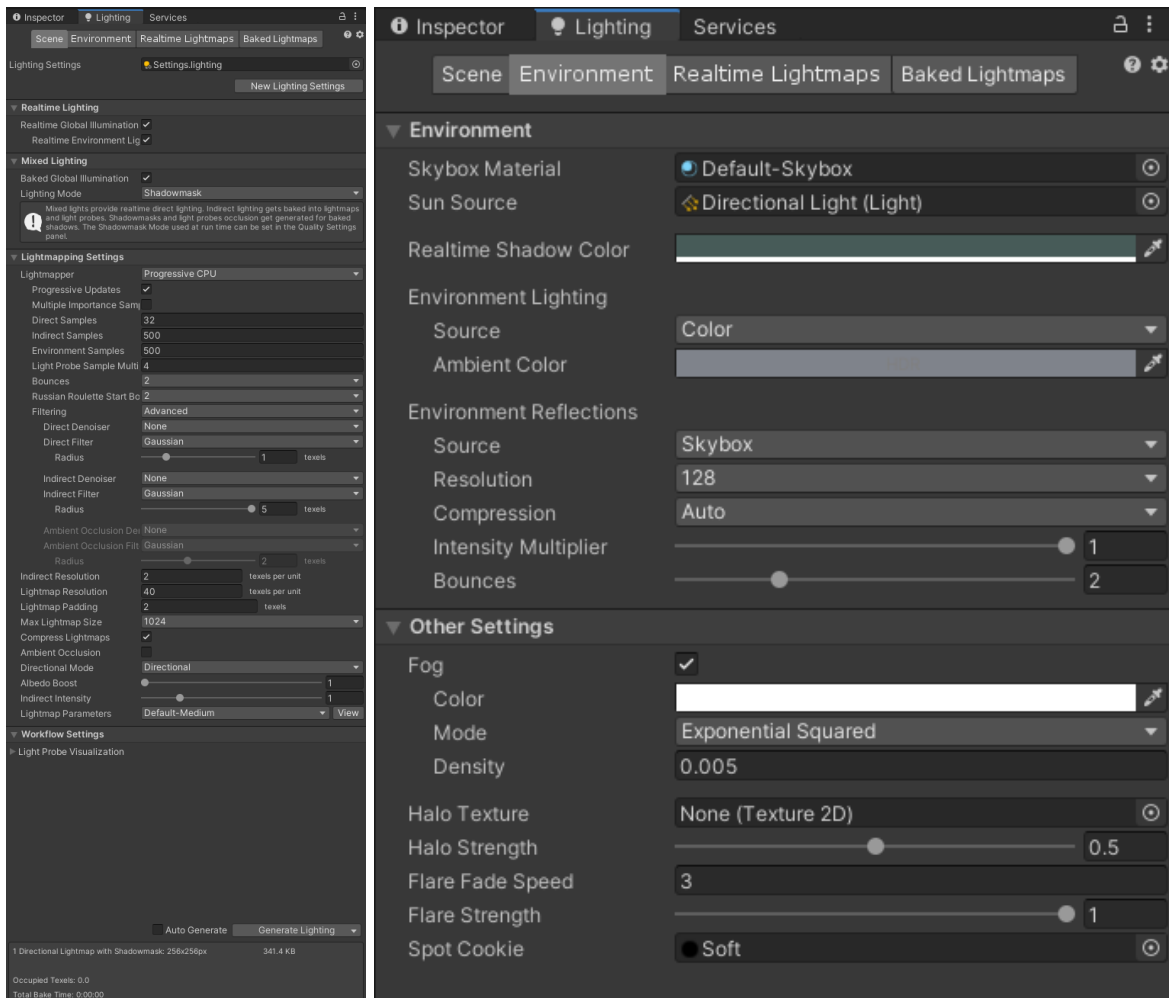 Inspector Lighting Services
Scene Environment Realtime Lightmaps Baked Lightmaps
Lighting Settings Settings.lighting
New Lighting Settings
Realtime Lighting
Realtime Global Illumination
Realtime Environment Lig
Mixed Lighting
Baked Global Illumination
Lighting Mode Shadowmask
Mixed lights provide realtime direct lighting. Indirect lighting gets baked into lightmaps
and light probes. Shadowmasks and light probes occlusion get generated for baked
shadows. The Shadowmask Mode used at run time can be set in the Quality Settings
panel.
Lightmapping Settings
Lightmapper Progressive CPU
Progressive Updates
Multiple Importance Sam
Direct Samples 32
Indirect Samples 500
Environment Samples 500
Light Probe Sample Multi 4
Bounces 2
Russian Roulette Start Bo 2
Filtering Advanced
Direct Denoiser None
Direct Filter Gaussian
Radius 1 texels
Indirect Denoiser None
Indirect Filter Gaussian
Radius 5 texels
Ambient Occlusion De None
Ambient Occlusion Filt Gaussian
Radius 2 texels
Indirect Resolution 2 texels per unit
Lightmap Resolution 40 texels per unit
Lightmap Padding 2 texels
Max Lightmap Size 1024
Compress Lightmaps
Ambient Occlusion
Directional Mode Directional
Albedo Boost 1
Indirect Intensity 1
Lightmap Parameters Default-Medium View
Workflow Settings
Light Probe Visualization
Auto Generate Generate Lighting
1 Directional Lightmap with Shadowmask: 256x256px 341.4 KB
Occupied Texels: 0.0
Total Bake Time: 0:00:00
Inspector Lighting Services
Scene Environment Realtime Lightmaps Baked Lightmaps
Environment
Skybox Material Default-Skybox
Sun Source Directional Light (Light)
Realtime Shadow Color
Environment Lighting
Source Color
Ambient Color
Environment Reflections
Source Skybox
Resolution 128
Compression Auto
Intensity Multiplier 1
Bounces 2
Other Settings
Fog
Color
Mode Exponential Squared
Density 0.005
Halo Texture None (Texture 2D)
Halo Strength 0.5
Flare Fade Speed 3
Flare Strength 1
Spot Cookie Soft